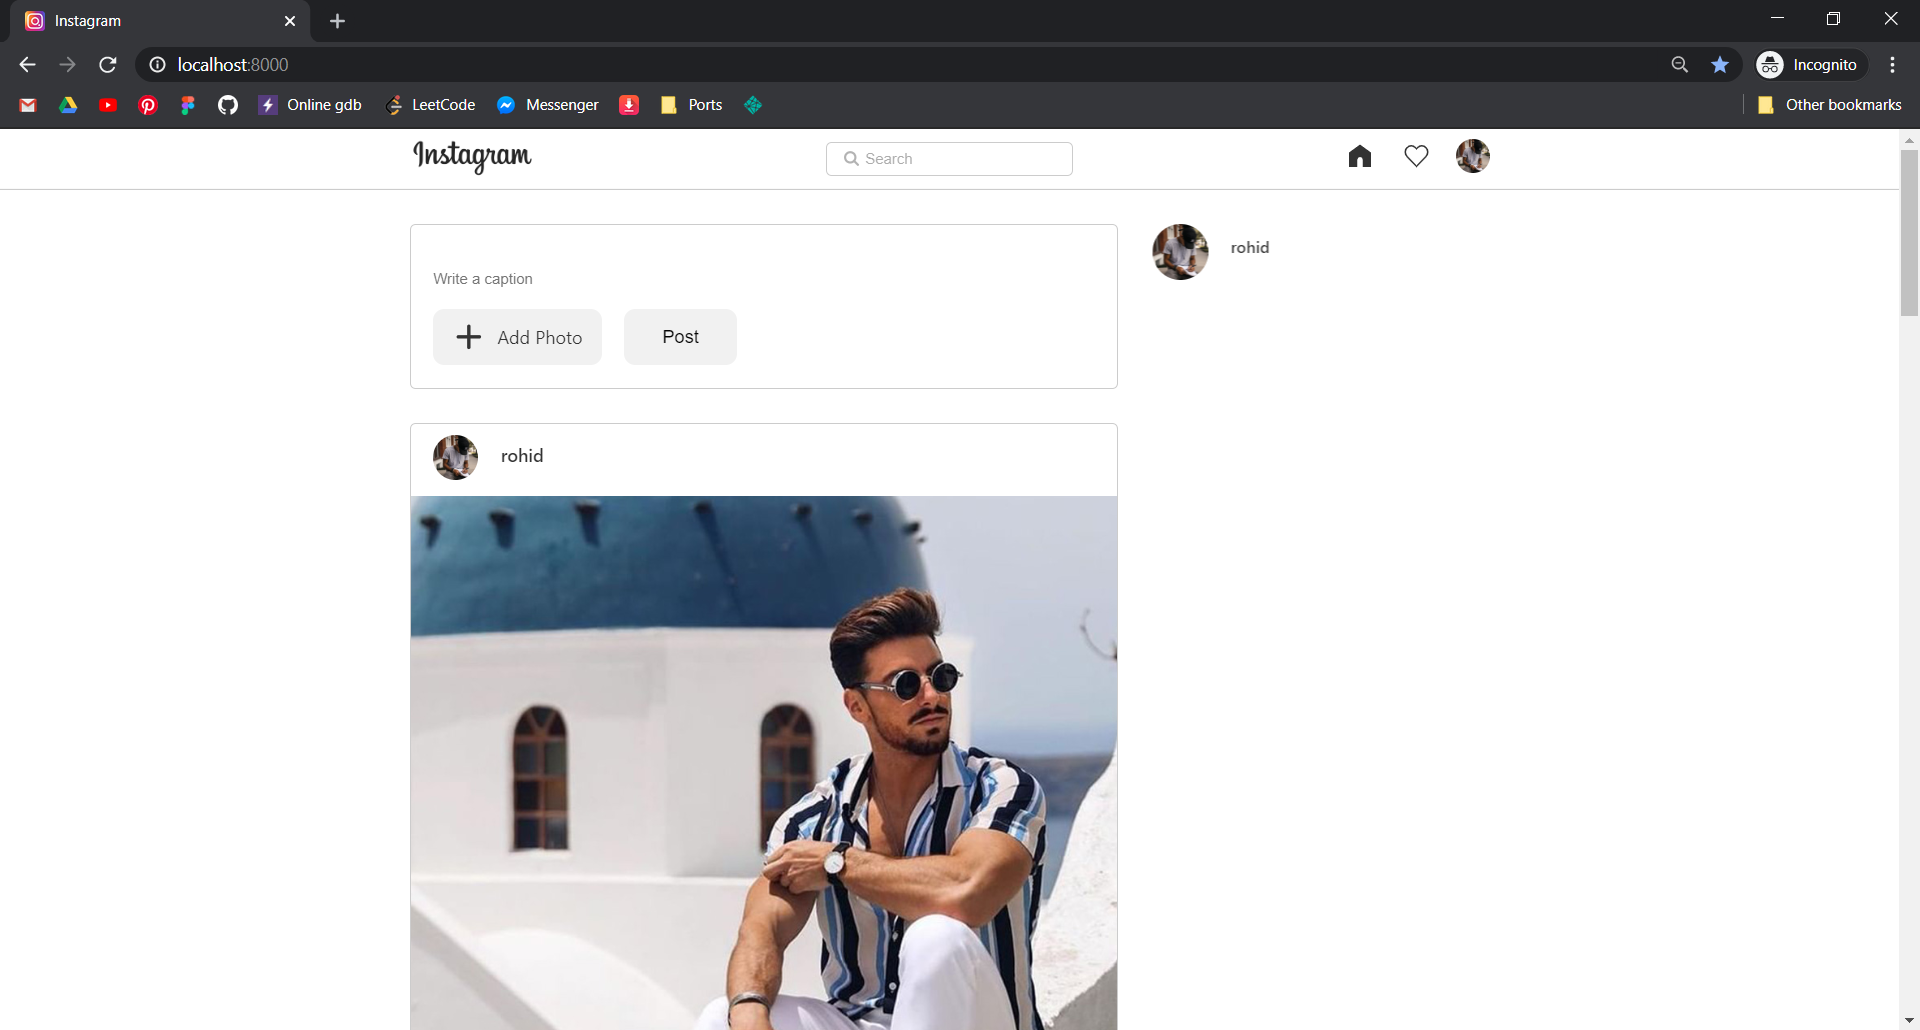 Instagram
localhost:8000
Incognito
Online gdb
LeetCode
Messenger
Ports
Other bookmarks
Instagram
Search
Write a caption
Add Photo
Post
rohid
rohid